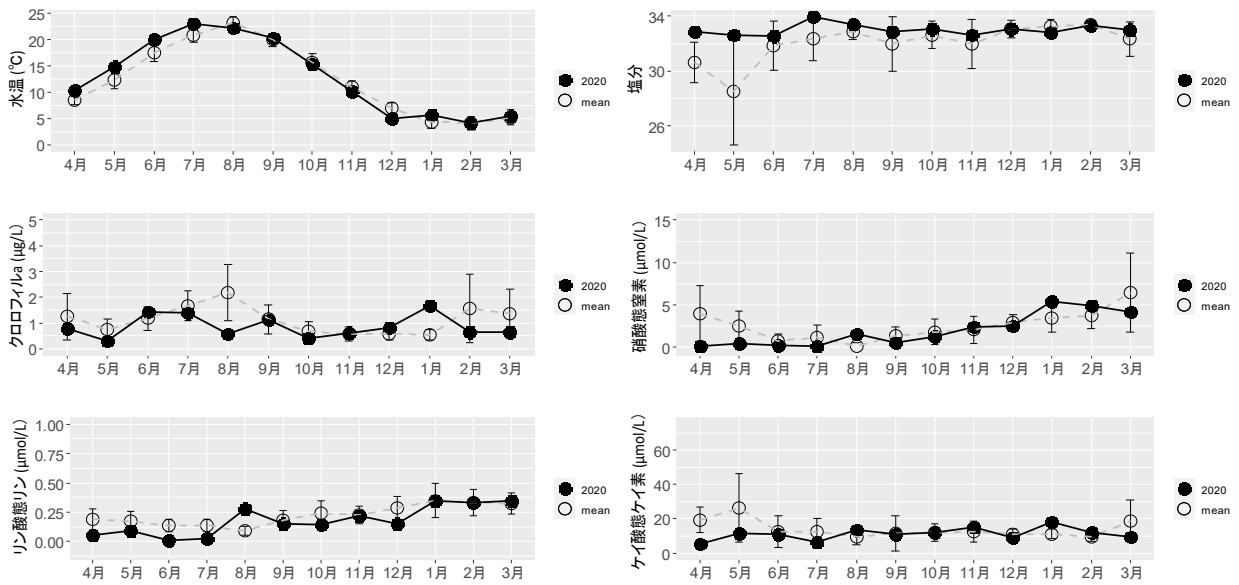 水温 (℃)
25
20
15
10
5
0
4月 5月 6月 7月 8月 9月 10月 11月 12月 1月 2月 3月
2020
mean
塩分
34
30
26
4月 5月 6月 7月 8月 9月 10月 11月 12月 1月 2月 3月
2020
mean
クロロフィルa (μg/L)
5
4
3
2
1
0
4月 5月 6月 7月 8月 9月 10月 11月 12月 1月 2月 3月
2020
mean
硝酸態窒素 (μmol/L)
15
10
5
0
4月 5月 6月 7月 8月 9月 10月 11月 12月 1月 2月 3月
2020
mean
リン酸態リン (μmol/L)
1.00
0.75
0.50
0.25
0.00
4月 5月 6月 7月 8月 9月 10月 11月 12月 1月 2月 3月
2020
mean
ケイ酸態ケイ素 (μmol/L)
60
40
20
0
4月 5月 6月 7月 8月 9月 10月 11月 12月 1月 2月 3月
2020
mean